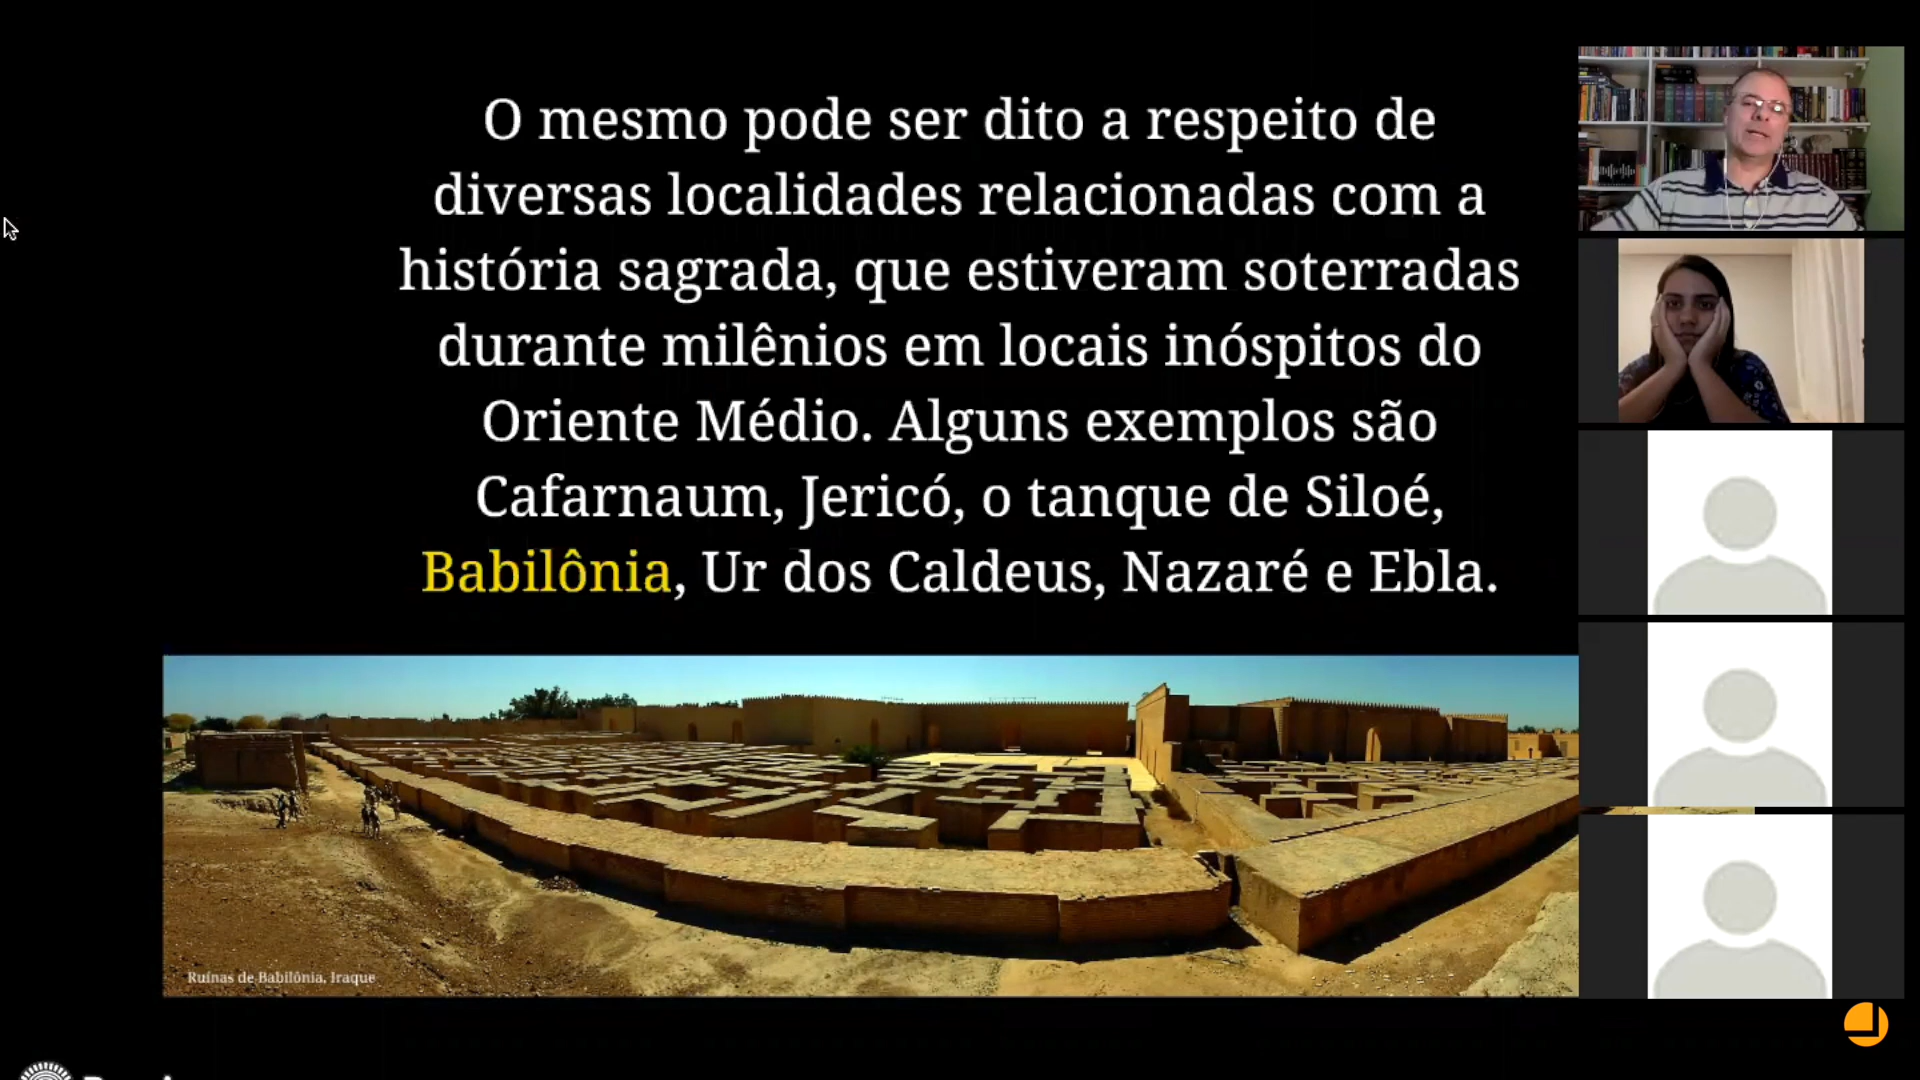 O mesmo pode ser dito a respeito de
diversas localidades relacionadas com a
história sagrada, que estiveram soterradas
durante milênios em locais inóspitos do
Oriente Médio. Alguns exemplos são
Cafarnaum, Jericó, o tanque de Siloé,
Babilônia, Ur dos Caldeus, Nazaré e Ebla.
Ruínas de Babilônia, Iraque